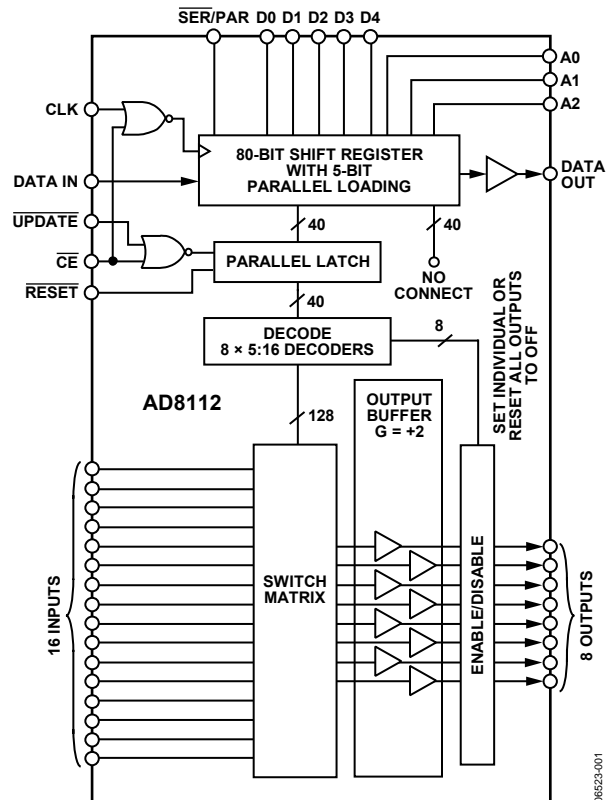 SER/PAR D0 D1 D2 D3 D4
A0
A1
A2
CLK
80-BIT SHIFT REGISTER
WITH 5-BIT
PARALLEL LOADING
DATA
OUT
DATA IN
UPDATE
40
40
CE
PARALLEL LATCH
NO
CONNECT
RESET
40
DECODE
8 × 5:16 DECODERS
8
SET INDIVIDUAL OR
RESET ALL OUTPUTS
TO OFF
AD8112
128
OUTPUT
BUFFER
G = +2
SWITCH
MATRIX
ENABLE/DISABLE
16 INPUTS
8 OUTPUTS
06523-001